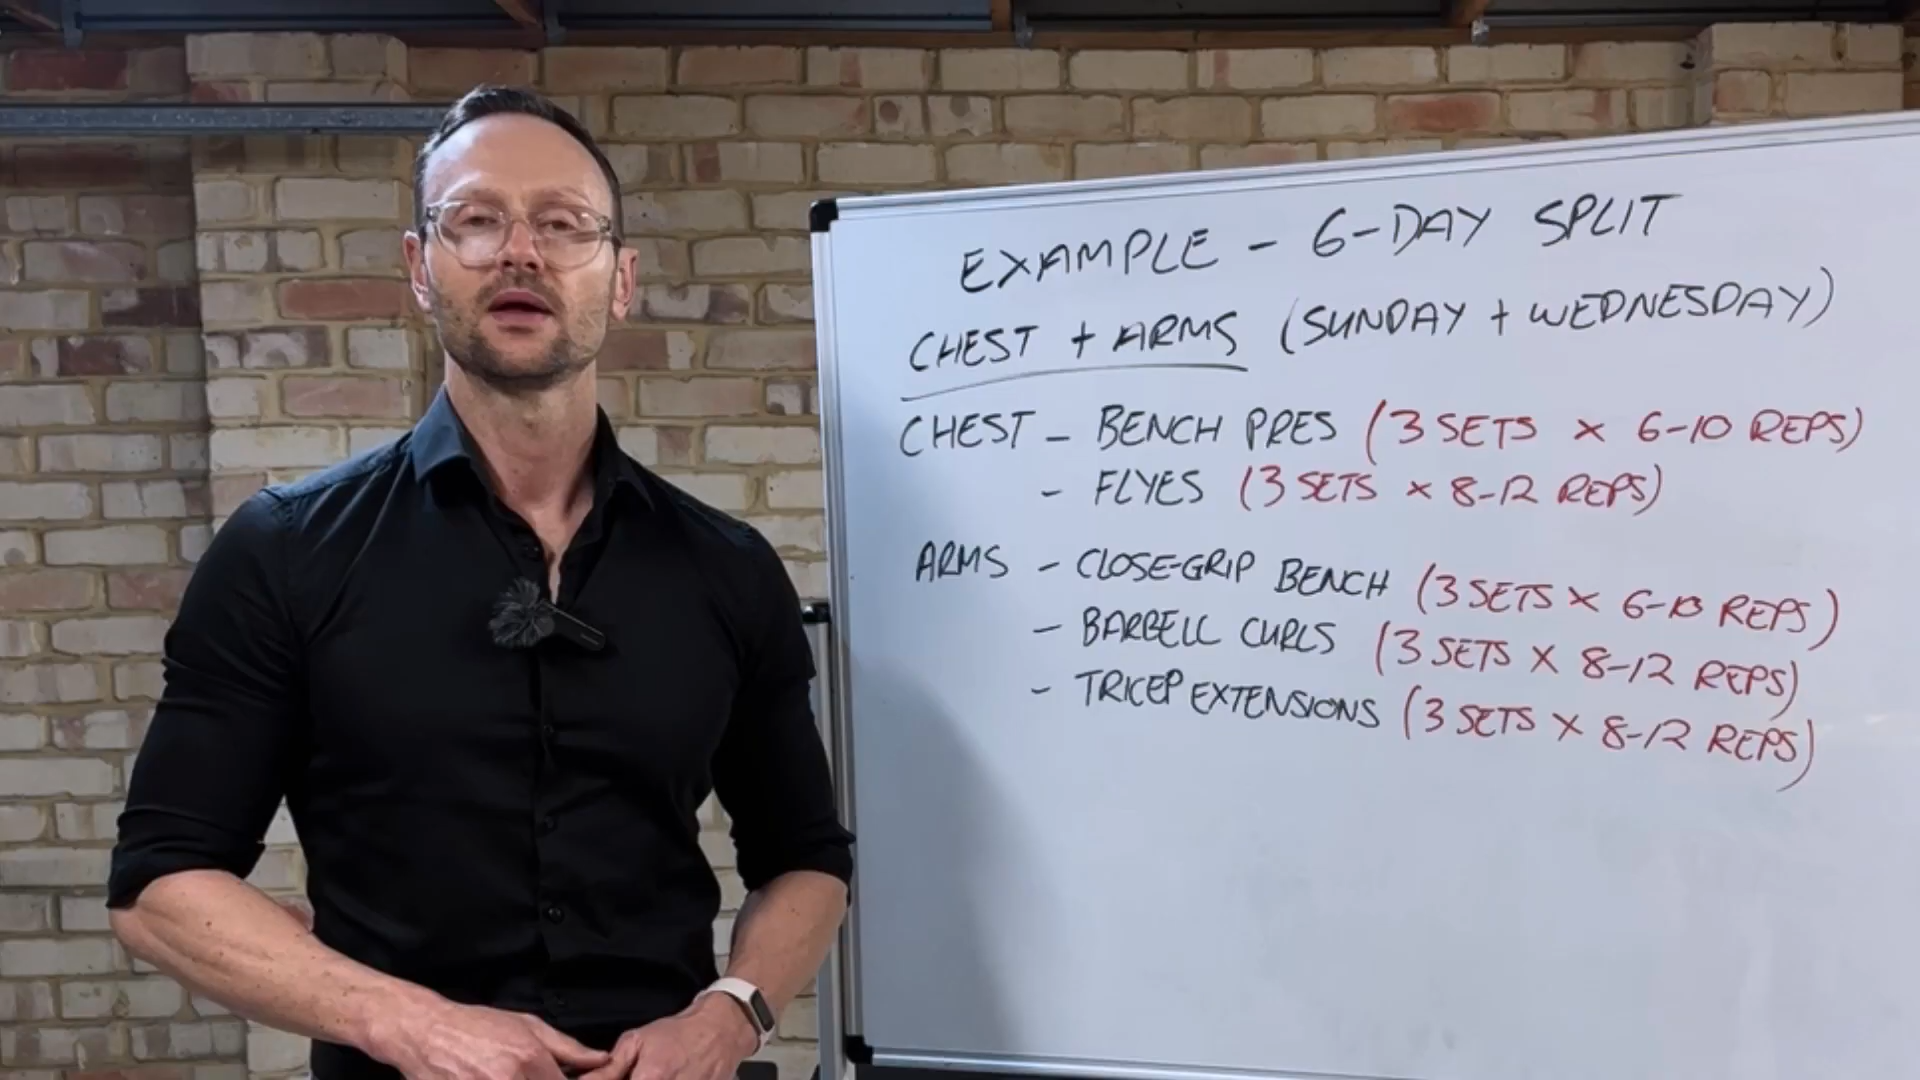 EXAMPLE - 6-DAY SPLIT
CHEST + ARMS (SUNDAY + WEDNESDAY)
CHEST - BENCH PRES (3 SETS X 6-10 REPS)
- FLYES (3 SETS X 8-12 REPS)
ARMS - CLOSE-GRIP BENCH (3 SETS X 6-10 REPS)
- BARBELL CURLS (3 SETS X 8-12 REPS)
- TRICEP EXTENSIONS (3 SETS X 8-12 REPS)